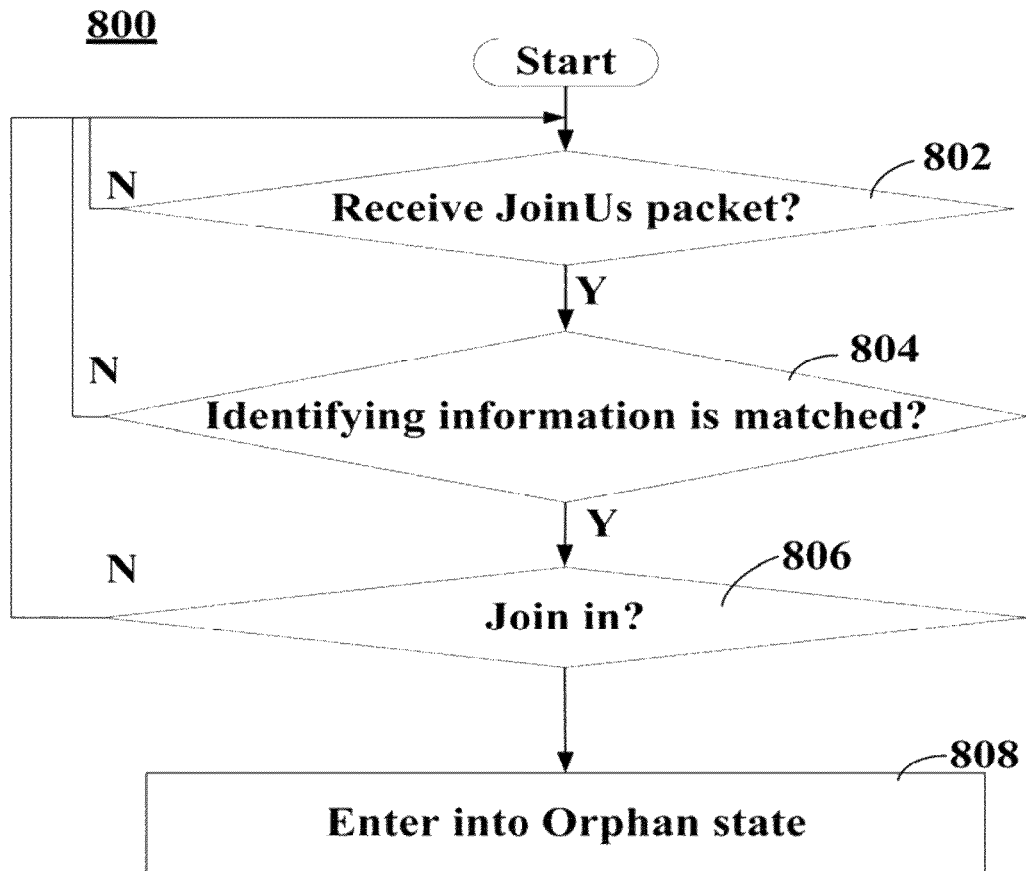 800
Start
802
N
Receive JoinUs packet?
Y
804
N
Identifying information is matched?
Y
806
N
Join in?
808
Enter into Orphan state